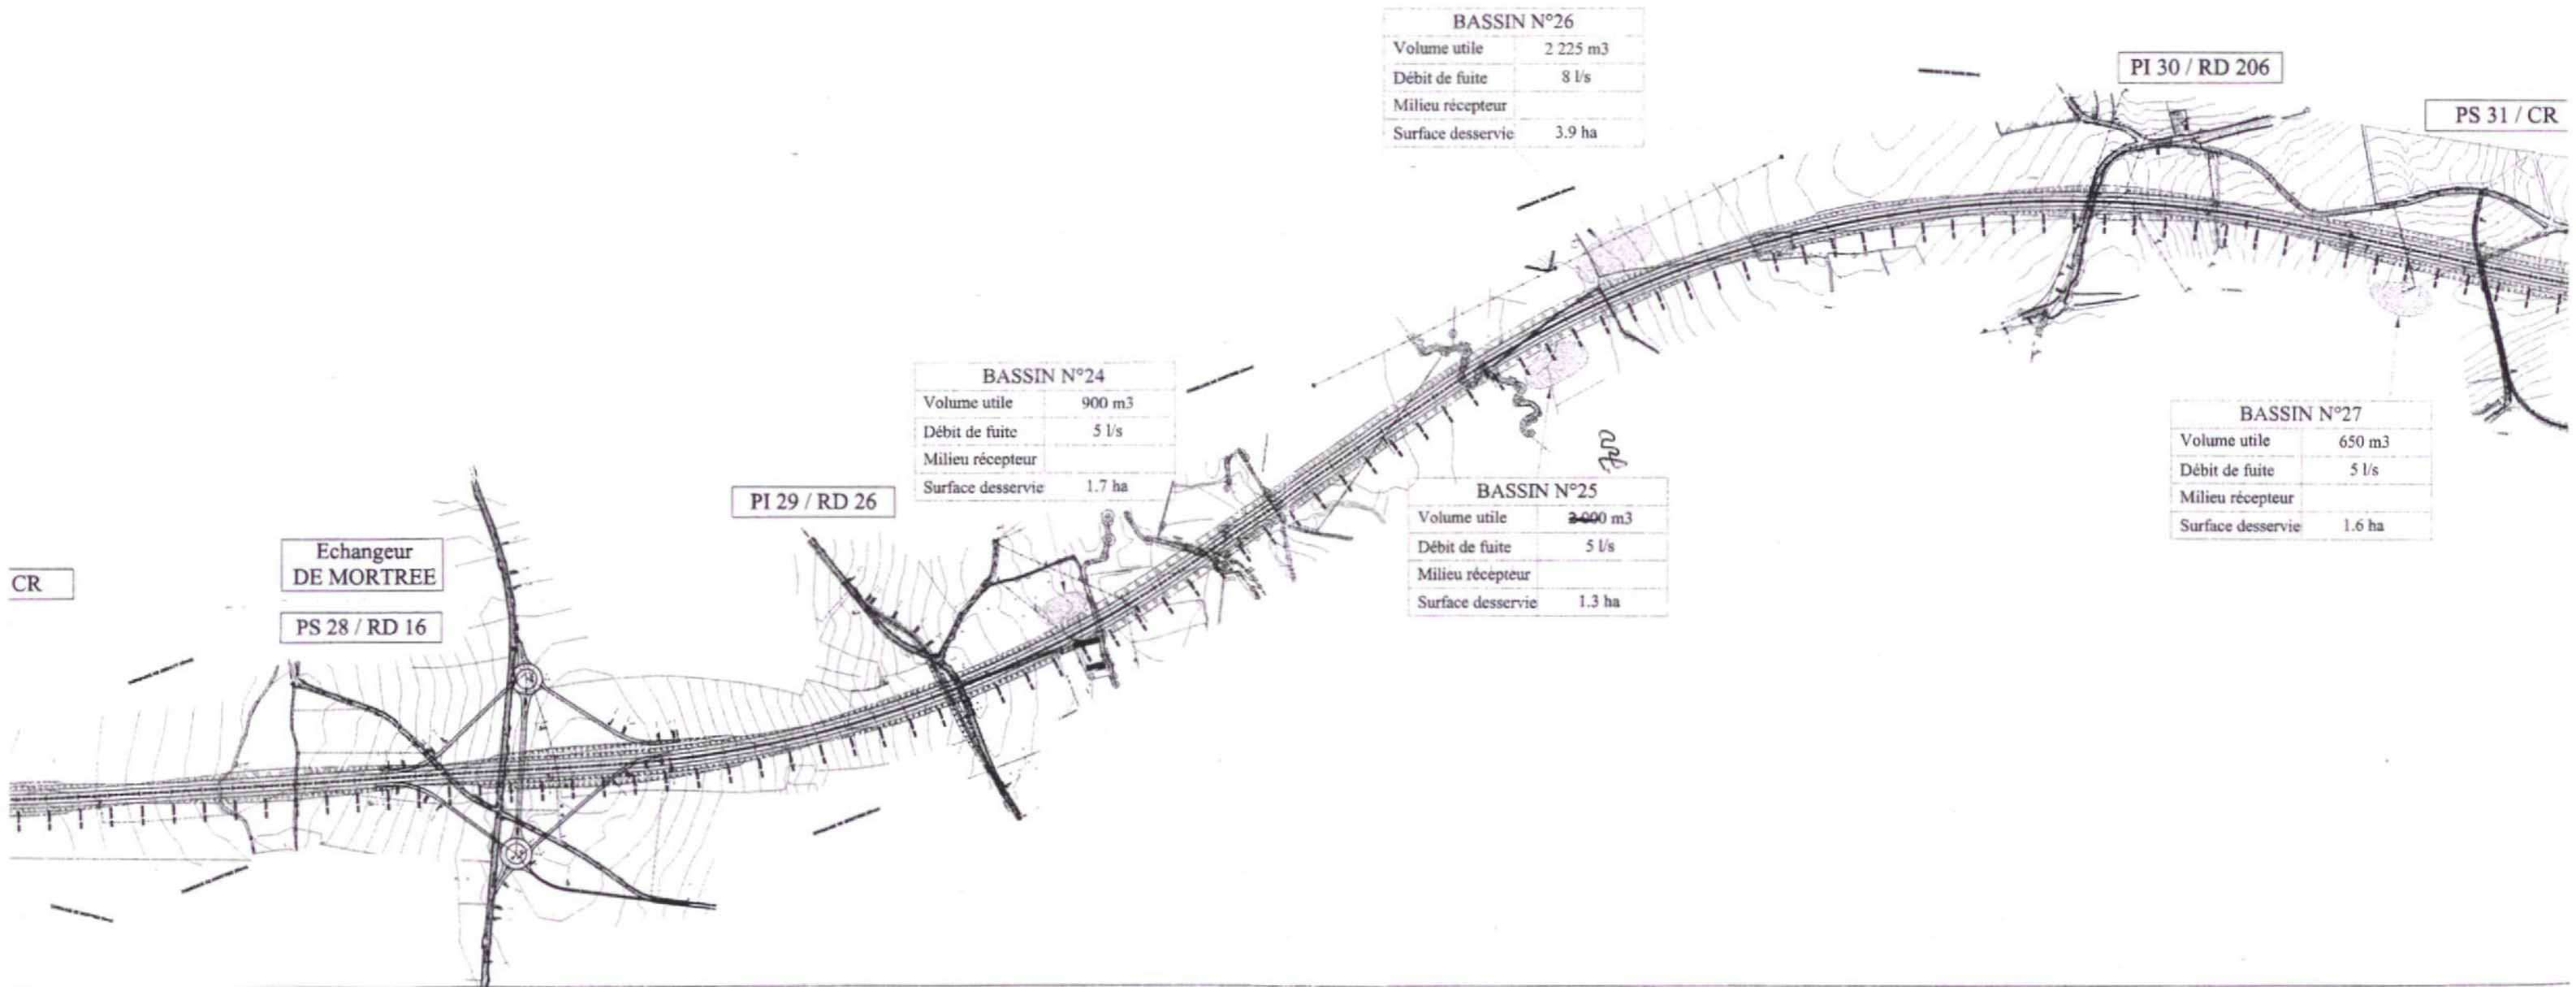 BASSIN N°26
Volume utile 2 225 m3
Débit de fuite 8 l/s
Milieu récepteur
Surface desservie 3.9 ha
PI 30 / RD 206
PS 31 / CR
BASSIN N°24
Volume utile 900 m3
Débit de fuite 5 l/s
Milieu récepteur
Surface desservie 1.7 ha
PI 29 / RD 26
BASSIN N°25
Volume utile m3
Débit de fuite 5 l/s
Milieu récepteur
Surface desservie 1.3 ha
BASSIN N°27
Volume utile 650 m3
Débit de fuite 5 l/s
Milieu récepteur
Surface desservie 1.6 ha
Echangeur
DE MORTREE
PS 28 / RD 16
CR